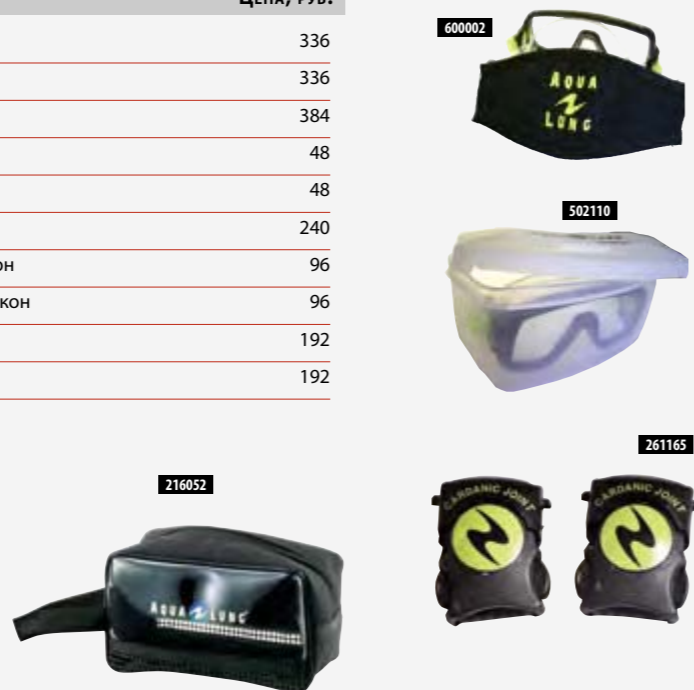 Цена, руб.
336
336
384
48
48
240
он 96
кон 96
192
192
600002
AQUA
LUNG
502110
261165
CARDANIC JOINT
CARDANIC JOINT
216052
AQUA LUNG